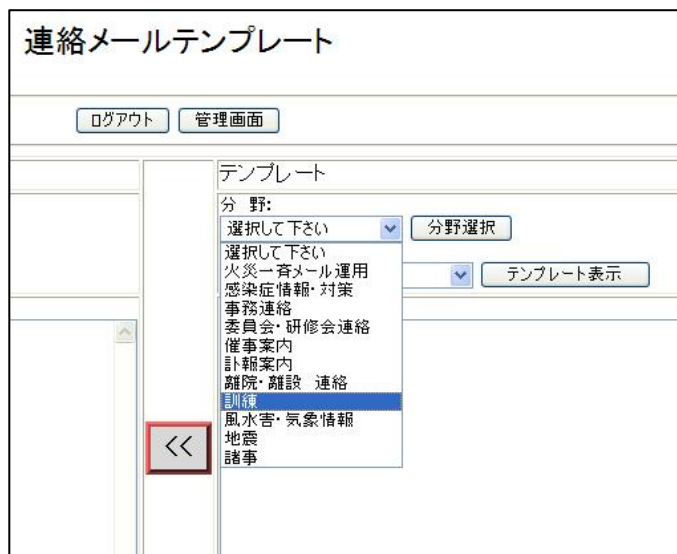 連絡メールテンプレート
ログアウト 管理画面
テンプレート
分 野:
選択して下さい 分野選択
選択して下さい
火災一斉メール運用
テンプレート表示
感染症情報・対策
事務連絡
委員会・研修会連絡
催事案内
訃報案内
離院・離設 連絡
訓練
風水害・気象情報
地震
諸事
<<